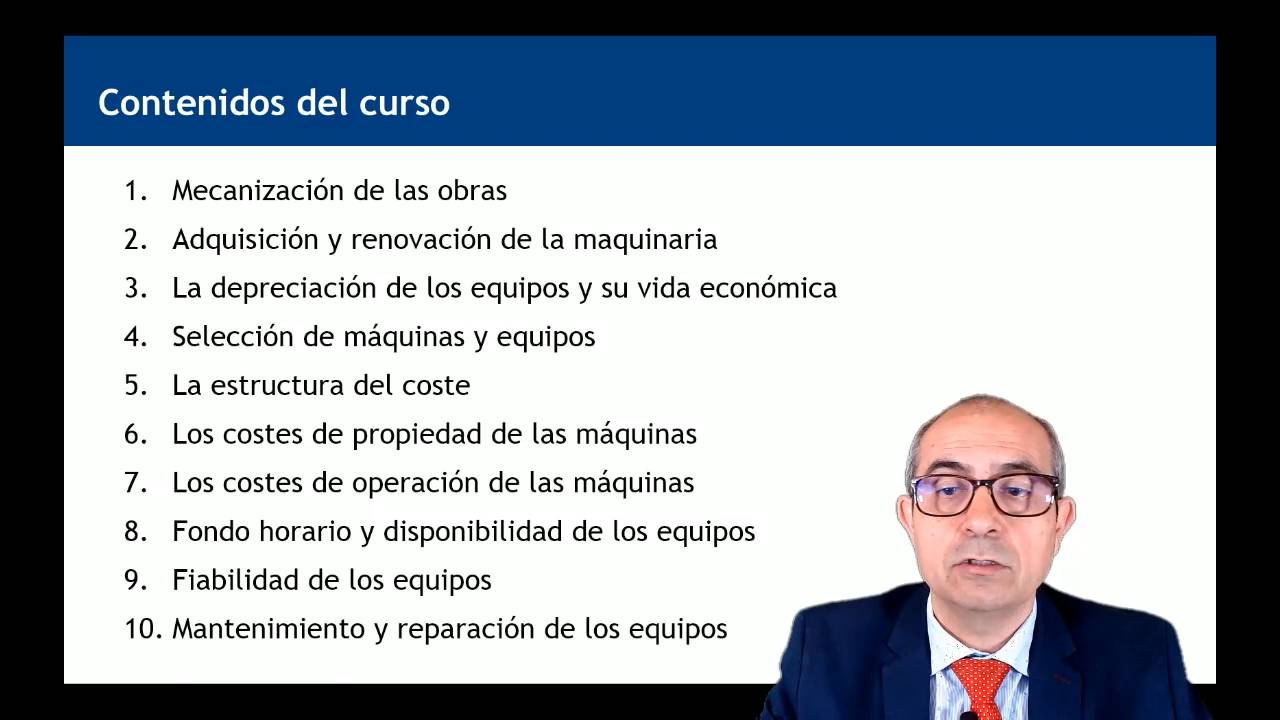 Contenidos del curso
1. Mecanización de las obras
2. Adquisición y renovación de la maquinaria
3. La depreciación de los equipos y su vida económica
4. Selección de máquinas y equipos
5. La estructura del coste
6. Los costes de propiedad de las máquinas
7. Los costes de operación de las máquinas
8. Fondo horario y disponibilidad de los equipos
9. Fiabilidad de los equipos
10. Mantenimiento y reparación de los equipos